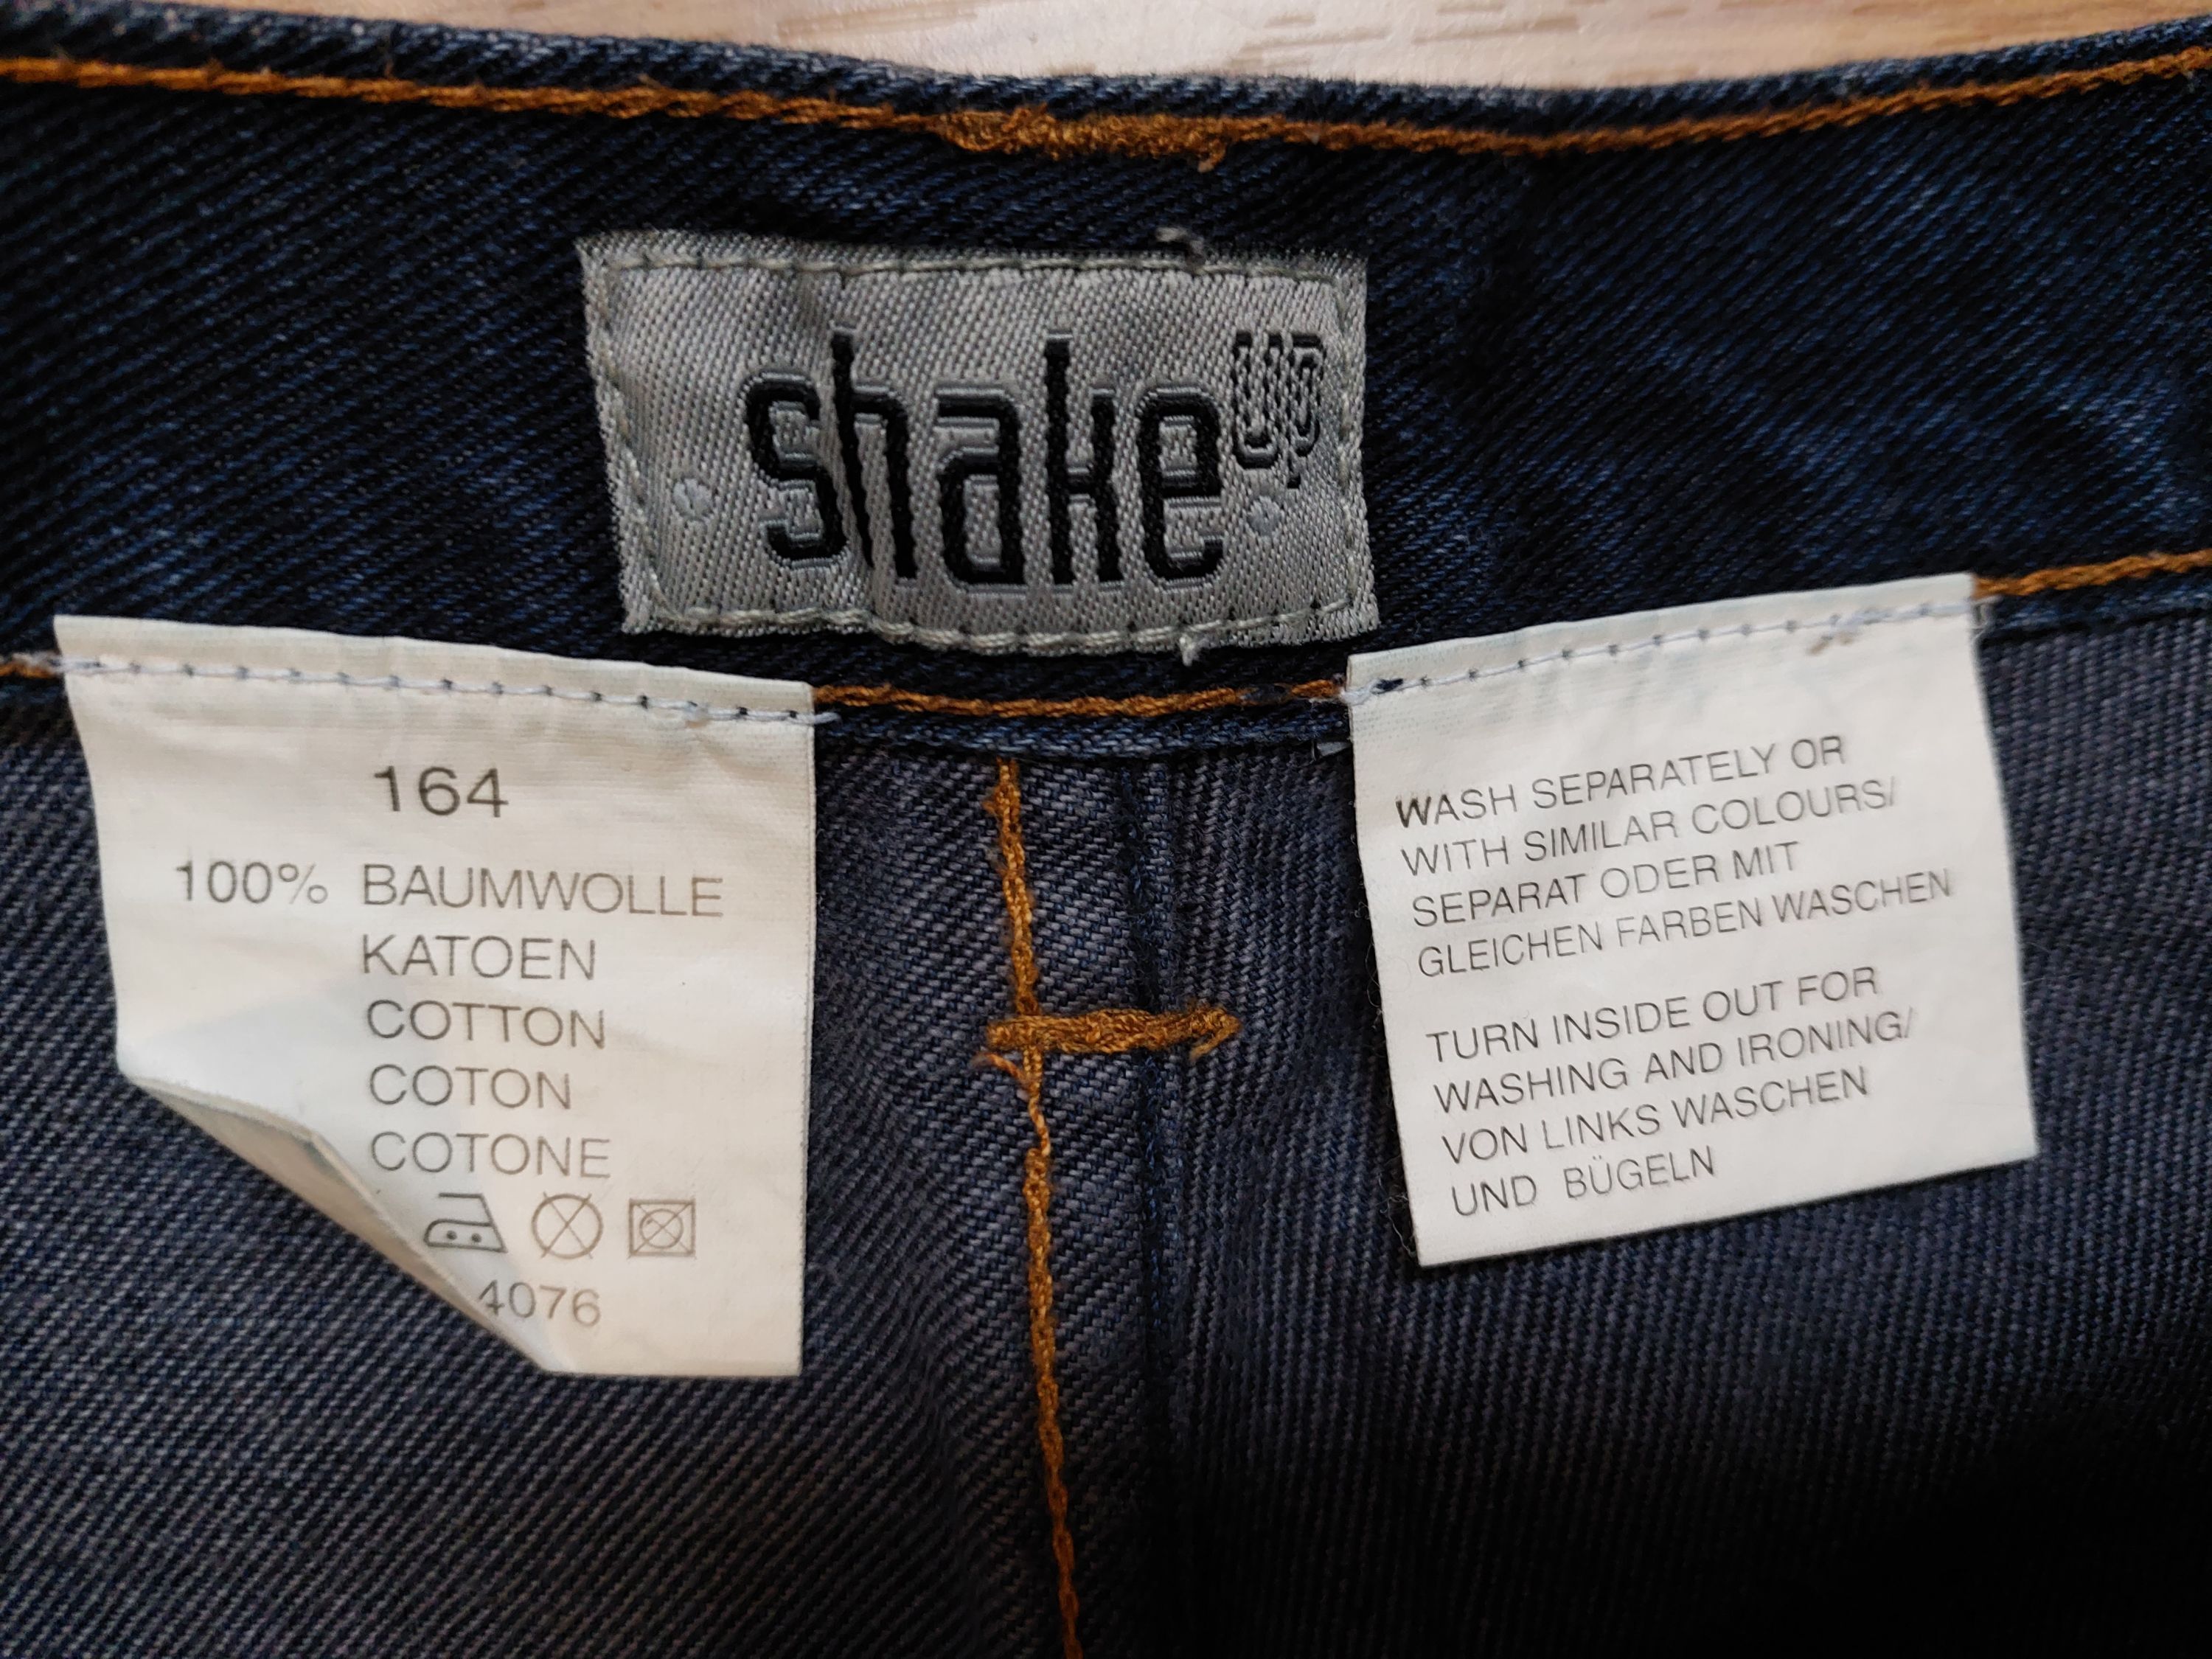 shake up
164
100% BAUMWOLLE
KATOEN
COTTON
COTON
COTONE
4076
WASH SEPARATELY OR
WITH SIMILAR COLOURS/
SEPARAT ODER MIT
GLEICHEN FARBEN WASCHEN
TURN INSIDE OUT FOR
WASHING AND IRONING/
VON LINKS WASCHEN
UND BÜGELN